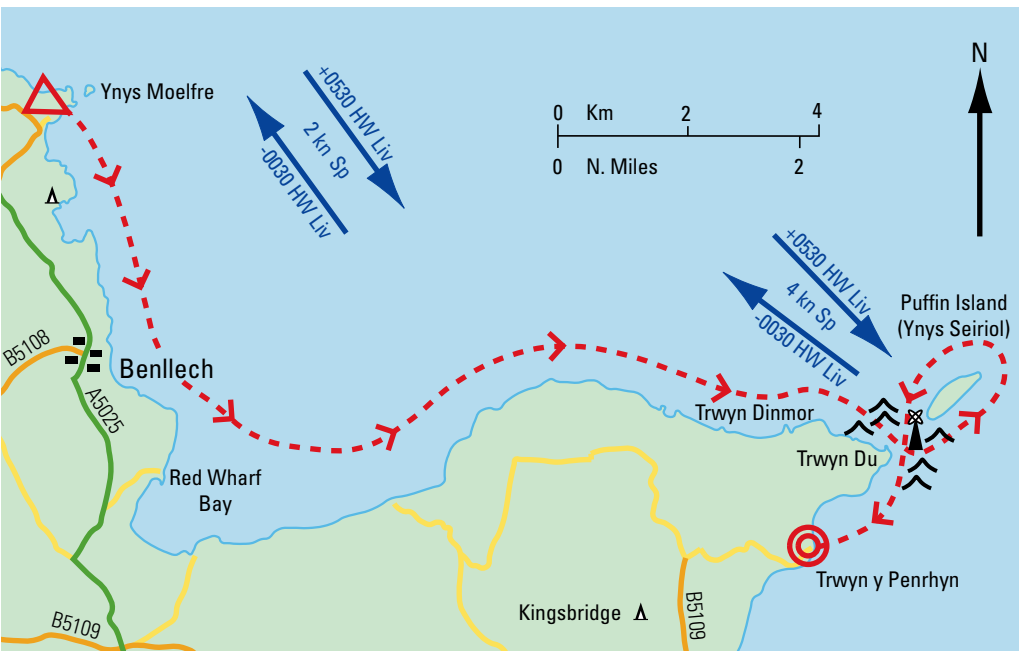 Ynys Moelfre
+0530 HW Liv
2 kn Sp
-0030 HW Liv
0 Km 2 4
0 N. Miles 2
N
+0530 HW Liv
4 kn Sp
-0030 HW Liv
Puffin Island
(Ynys Seiriol)
B5108
Benllech
A5025
Trwyn Dinmor
Trwyn Du
Red Wharf
Bay
Trwyn y Penrhyn
Kingsbridge
B5109
B5109